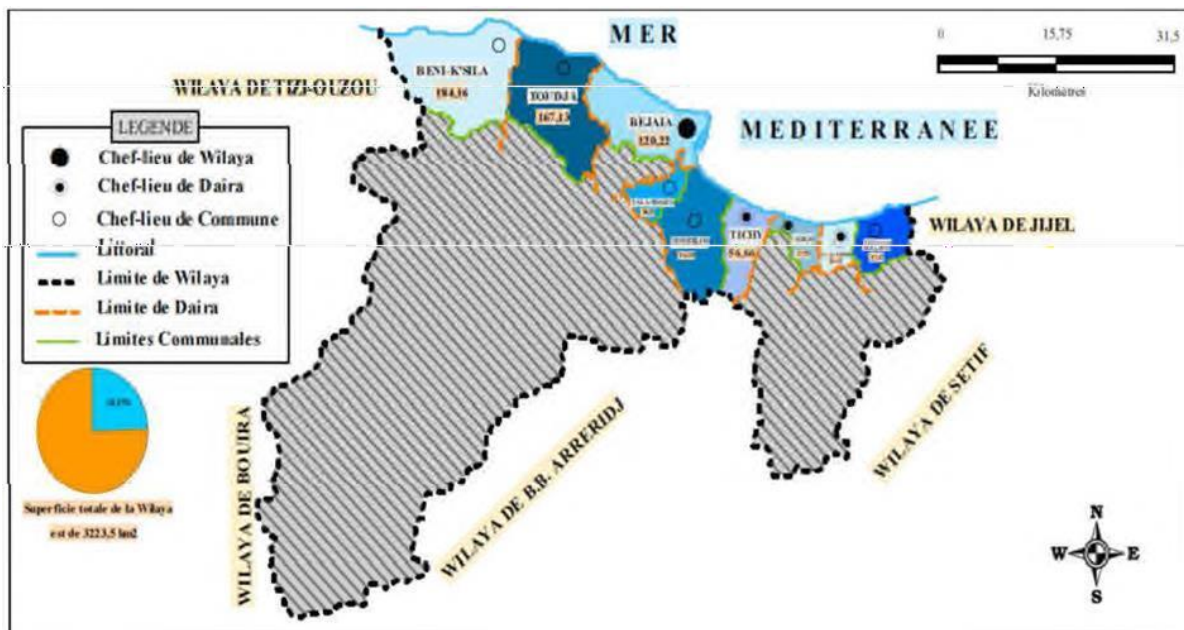 MER
0 15,75 31,5
Kilometres
BENI-K'SILA
184,16
WILAYA DE TIZI-OUZOU
TOUDJA
167,13
BEJAIA
120,22
MEDITERRANEE
LEGENDE
Chef-lieu de Wilaya
Chef-lieu de Daira
Chef-lieu de Commune
Littoral
Limite de Wilaya
Limite de Daira
Limites Communales
TICHY
56,66
WILAYA DE JIJEL
WILAYA DE SETIF
WILAYA DE B.B. ARRERIDJ
WILAYA DE BOUIRA
Superficie totale de la Wilaya
est de 3223,5 km2
N
W E
S